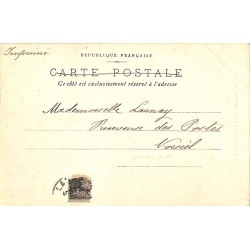 Imprimé
RÉPUBLIQUE FRANÇAISE
CARTE POSTALE
Ce côté est exclusivement réservé à l'adresse
Mademoiselle Launay
Receveuse des Postes